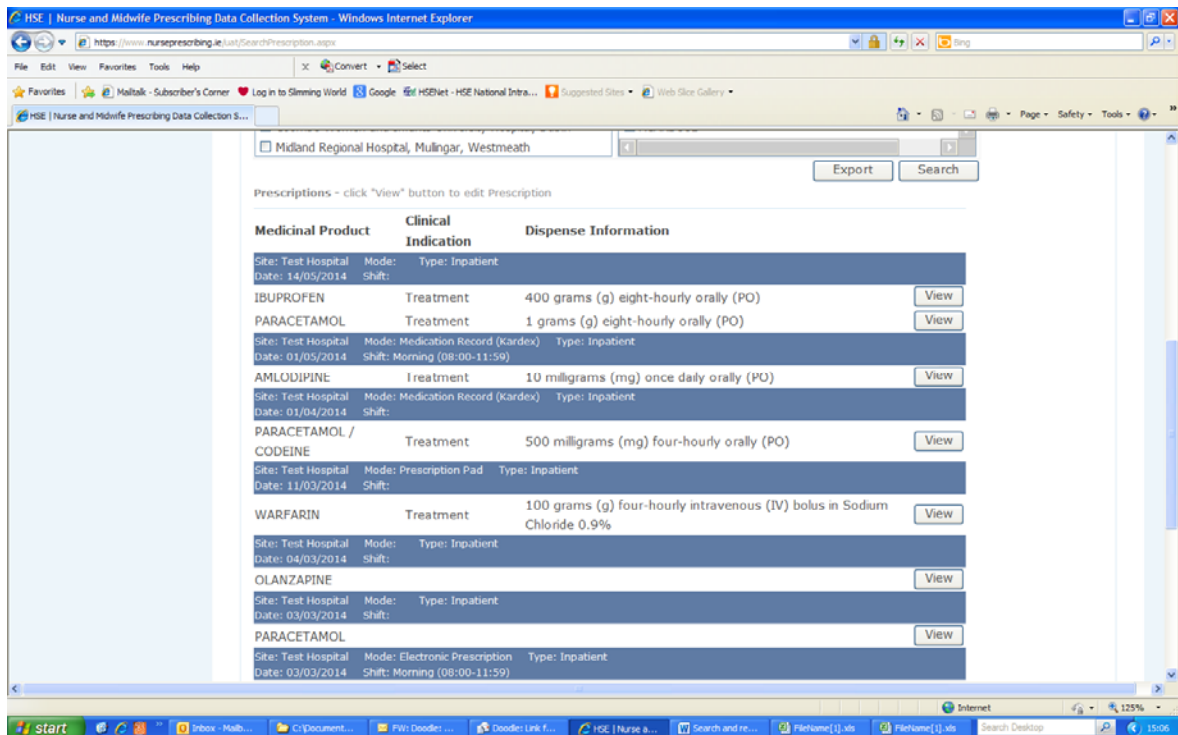 HSE | Nurse and Midwife Prescribing Data Collection System - Windows Internet Explorer
https://www.nurseprescribing.ie/uat/SearchPrescription.aspx
Bing
File Edit View Favorites Tools Help x Convert Select
Favorites Mailtalk - Subscriber's Corner Log in to Slimming World Google HSENet - HSE National Intra... Suggested Sites Web Slice Gallery
HSE | Nurse and Midwife Prescribing Data Collection S... Page Safety Tools
Midland Regional Hospital, Mulingar, Westmeath
Export Search
Prescriptions - click "View" button to edit Prescription
Medicinal Product Clinical Indication Dispense Information
Site: Test Hospital Mode: Type: Inpatient
Date: 14/05/2014 Shift:
IBUPROFEN Treatment 400 grams (g) eight-hourly orally (PO) View
PARACETAMOL Treatment 1 grams (g) eight-hourly orally (PO) View
Site: Test Hospital Mode: Medication Record (Kardex) Type: Inpatient
Date: 01/05/2014 Shift: Morning (08:00-11:59)
AMLODIPINE Treatment 10 milligrams (mg) once daily orally (PO) View
Site: Test Hospital Mode: Medication Record (Kardex) Type: Inpatient
Date: 01/04/2014 Shift:
PARACETAMOL /
CODEINE Treatment 500 milligrams (mg) four-hourly orally (PO) View
Site: Test Hospital Mode: Prescription Pad Type: Inpatient
Date: 11/03/2014 Shift:
WARFARIN Treatment 100 grams (g) four-hourly intravenous (IV) bolus in Sodium
Chloride 0.9% View
Site: Test Hospital Mode: Type: Inpatient
Date: 04/03/2014 Shift:
OLANZAPINE View
Site: Test Hospital Mode: Type: Inpatient
Date: 03/03/2014 Shift:
PARACETAMOL View
Site: Test Hospital Mode: Electronic Prescription Type: Inpatient
Date: 03/03/2014 Shift: Morning (08:00-11:59)
Internet 125%
start Inbox - Mailb... C:\Document... FW: Doodle: ... Doodle: Link f... HSE | Nurse a... Search and re... FileName[1].xls FileName[1].xls Search Desktop 15:06